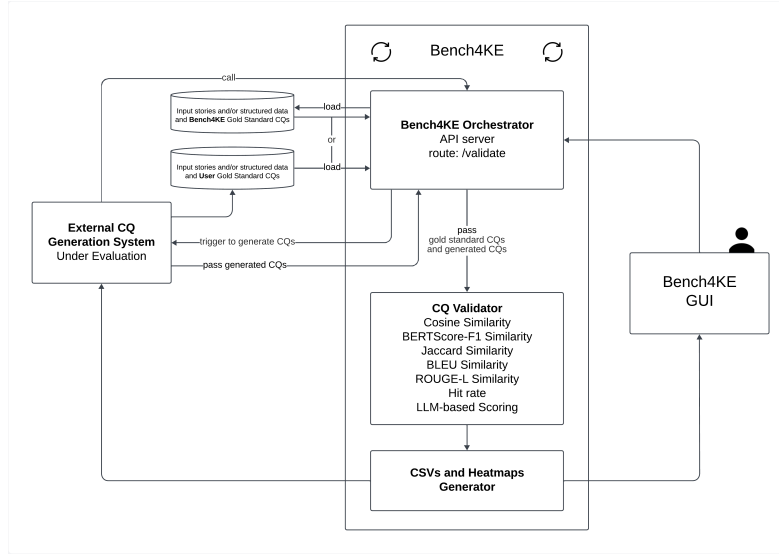 Bench4KE
call
Input stories and/or structured data
and Bench4KE Gold Standard CQs
load
or
Input stories and/or structured data
and User Gold Standard CQs
load
Bench4KE Orchestrator
API server
route: /validate
External CQ
Generation System
Under Evaluation
trigger to generate CQs
pass generated CQs
pass
gold standard CQs
and generated CQs
Bench4KE
GUI
CQ Validator
Cosine Similarity
BERTScore-F1 Similarity
Jaccard Similarity
BLEU Similarity
ROUGE-L Similarity
Hit rate
LLM-based Scoring
CSVs and Heatmaps
Generator